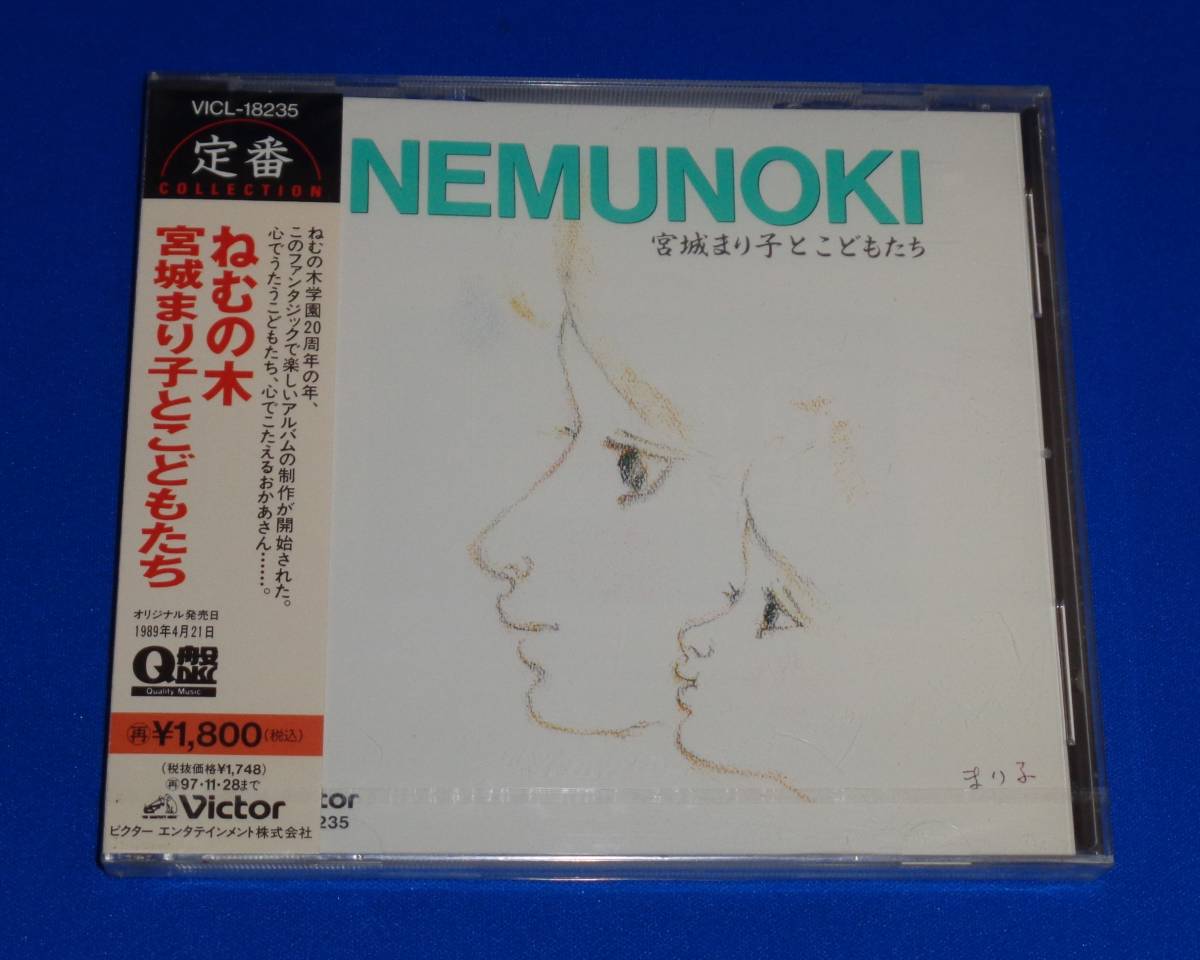 VICL-18235
定番
COLLECTION
ねむの木
宮城まり子とこどもたち
ねむの木学園20周年の年、
このファンタジックで楽しいアルバムの制作が開始された。
心でうたうこどもたち、心でこたえるおかあさん……。
オリジナル発売日
1989年4月21日
Q盤
Quality Music
再¥1,800(税込)
(税抜価格¥1,748)
再97・11・28まで
Victor
ビクター エンタテインメント株式会社
NEMUNOKI
宮城まり子とこどもたち
まり子
tor
235